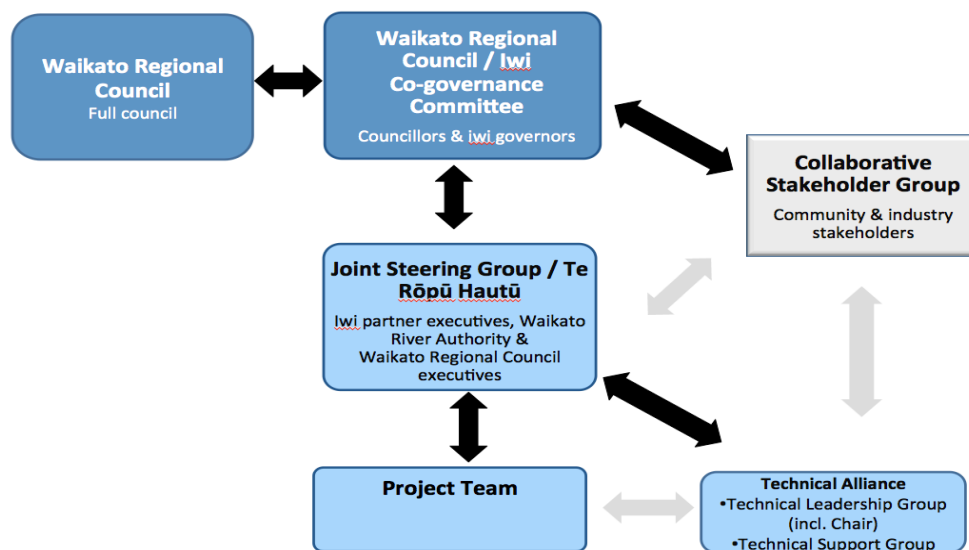 Waikato Regional
Council
Full council
Waikato Regional
Council / Iwi
Co-governance
Committee
Councillors & iwi governors
Collaborative
Stakeholder Group
Community & industry
stakeholders
Joint Steering Group / Te
Rōpū Hautū
Iwi partner executives, Waikato
River Authority &
Waikato Regional Council
executives
Project Team
Technical Alliance
•Technical Leadership Group
(incl. Chair)
•Technical Support Group